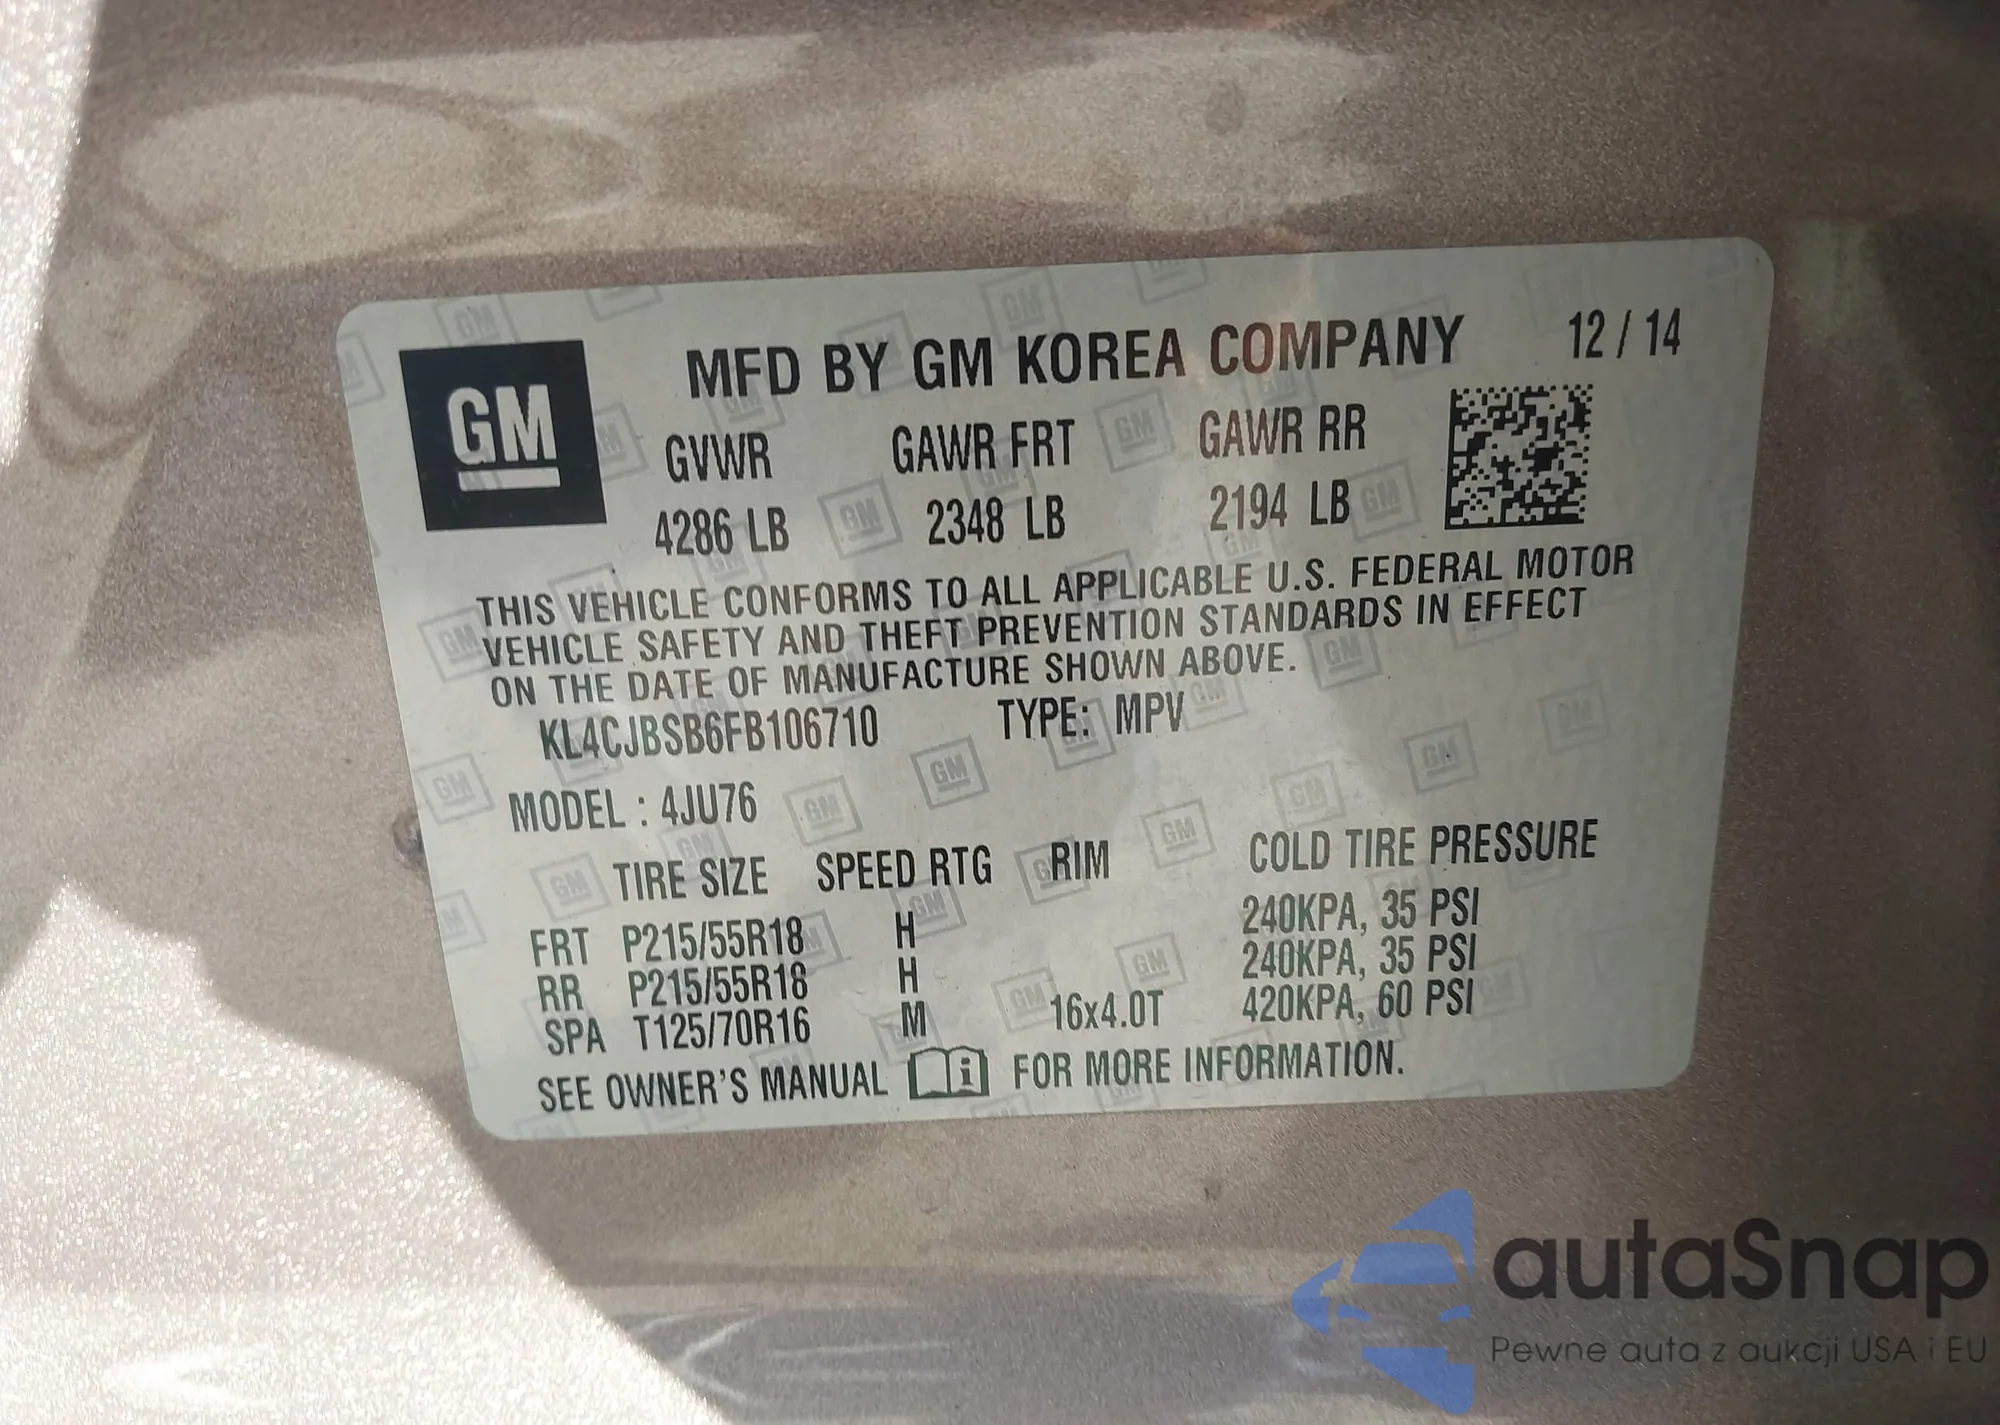 GM
MFD BY GM KOREA COMPANY 12 / 14
GVWR GAWR FRT GAWR RR
4286 LB 2348 LB 2194 LB
THIS VEHICLE CONFORMS TO ALL APPLICABLE U.S. FEDERAL MOTOR
VEHICLE SAFETY AND THEFT PREVENTION STANDARDS IN EFFECT
ON THE DATE OF MANUFACTURE SHOWN ABOVE.
KL4CJBSB6FB106710 TYPE: MPV
MODEL : 4JU76
TIRE SIZE SPEED RTG RIM COLD TIRE PRESSURE
FRT P215/55R18 H 240KPA, 35 PSI
RR P215/55R18 H 240KPA, 35 PSI
SPA T125/70R16 M 16x4.0T 420KPA, 60 PSI
SEE OWNER'S MANUAL i FOR MORE INFORMATION.
autaSnap
Pewne auta z aukcji USA i EU